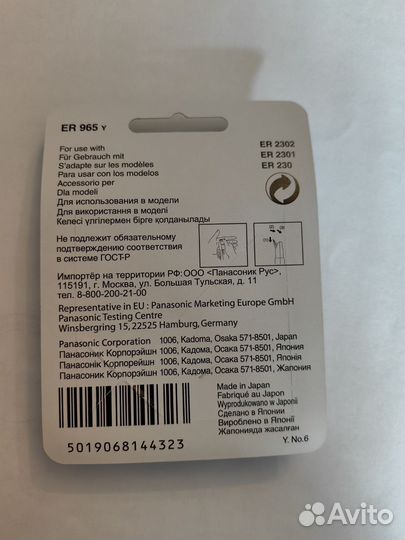 ER 965 Y
For use with
Für Gebrauch mit
S'adapte sur les modèles
Para usar con los modelos
Accessorio per
Dla modeli
Для использования в модели
Для використання в моделі
Келесі үлгілермен бірге қолданылады
ER 2302
ER 2301
ER 230
Не подлежит обязательному
подтверждению соответствия
в системе ГОСТ-Р
Импортёр на территории РФ: ООО «Панасоник Рус»,
115191, г. Москва, ул. Большая Тульская, д. 11
тел. 8-800-200-21-00
Representative in EU : Panasonic Marketing Europe GmbH
Panasonic Testing Centre
Winsbergring 15, 22525 Hamburg, Germany
Panasonic Corporation 1006, Kadoma, Osaka 571-8501, Japan
Панасоник Корпорэйшн 1006, Кадома, Осака 571-8501, Япония
Панасонік Корпорейшн 1006, Кадома, Осака 571-8501, Японія
Панасоник Корпорэйшн 1006, Кадома, Осака 571-8501, Жапония
Made in Japan
Fabriqué au Japon
Wyprodukowano w Japonii
Сделано в Японии
Вироблено в Японії
Жапонияда жасалған
5019068144323
Y. No.6
Avito